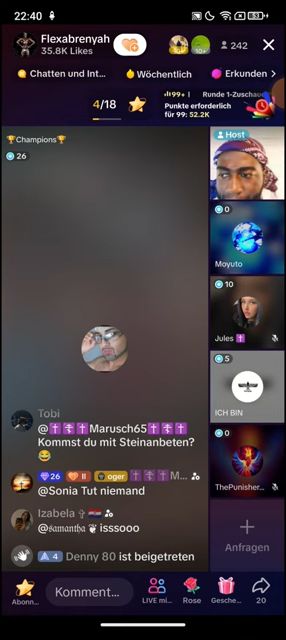 22:40
Flexabrenyah
35.8K Likes
242
Chatten und Int...
Wöchentlich
Erkunden
4/18
99+
Runde 1-Zuschau
Punkte erforderlich
für 99: 52.2K
Champions
26
Host
0
Moyuto
10
Jules
5
ICH BIN
0
ThePunisher...
Tobi
@✝️☦️✝️Marusch65✝️☦️✝️
Kommst du mit Steinanbeten?
26 II oger M...
@Sonia Tut niemand
Izabela
@samantha isssooo
4 Denny 80 ist beigetreten
Anfragen
Abonn...
Komment...
LIVE mi...
Rose
Gesche...
20